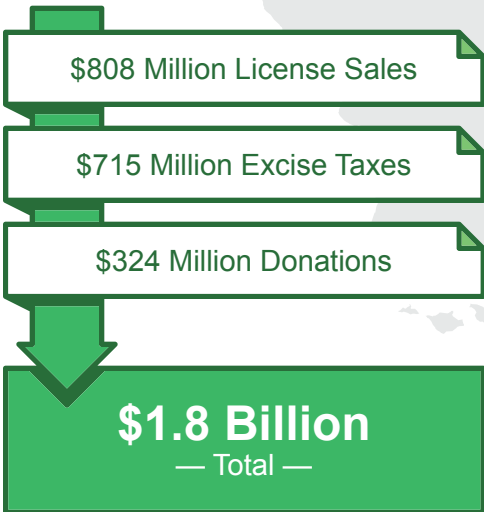 $808 Million License Sales
$715 Million Excise Taxes
$324 Million Donations
$1.8 Billion
— Total —